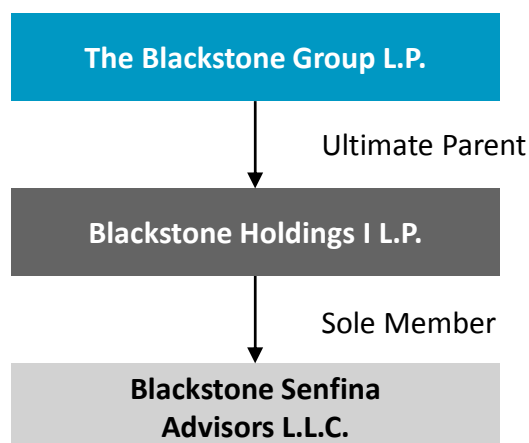 The Blackstone Group L.P.
Ultimate Parent
Blackstone Holdings I L.P.
Sole Member
Blackstone Senfina
Advisors L.L.C.